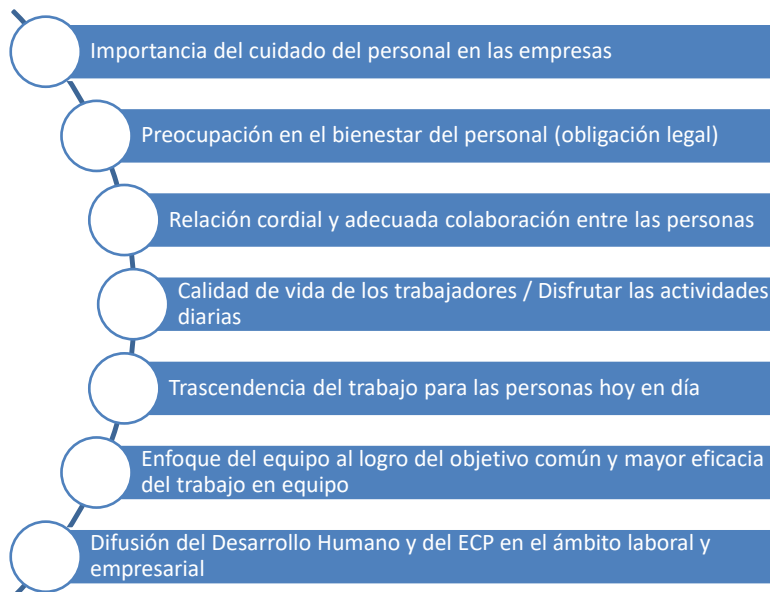 Importancia del cuidado del personal en las empresas
Preocupación en el bienestar del personal (obligación legal)
Relación cordial y adecuada colaboración entre las personas
Calidad de vida de los trabajadores / Disfrutar las actividades
diarias
Trascendencia del trabajo para las personas hoy en día
Enfoque del equipo al logro del objetivo común y mayor eficacia
del trabajo en equipo
Difusión del Desarrollo Humano y del ECP en el ámbito laboral y
empresarial